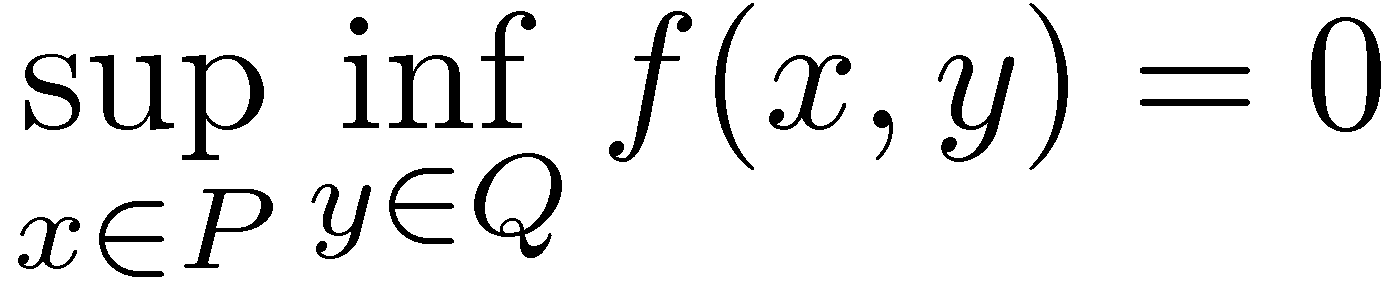 sup inf f(x, y) = 0
x∈P y∈Q